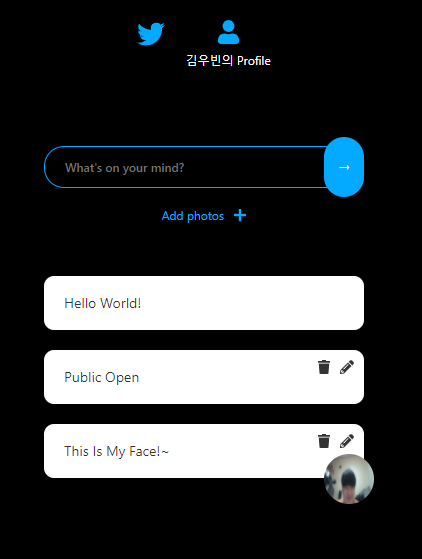 김우빈의 Profile
What's on your mind?
→
Add photos +
Hello World!
Public Open
This Is My Face!~